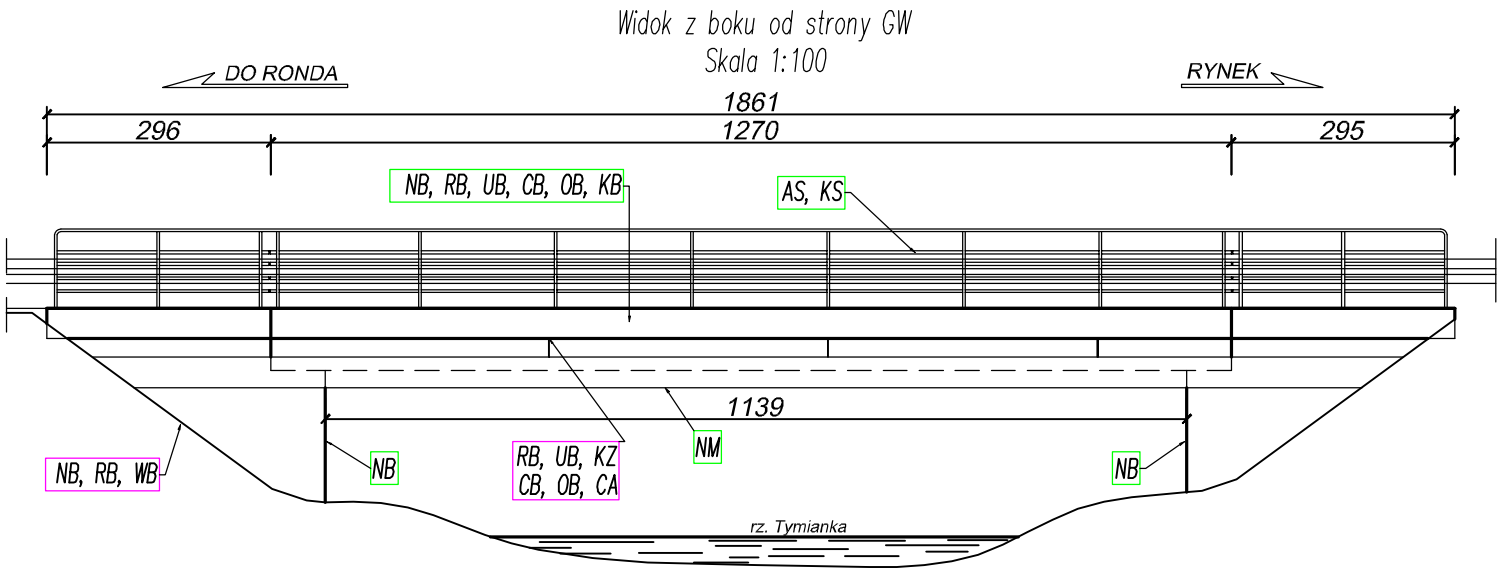 Widok z boku od strony GW
Skala 1:100
DO RONDA
RYNEK
1861
296
1270
295
NB, RB, UB, CB, OB, KB
AS, KS
1139
NB, RB, WB
NB
RB, UB, KZ
CB, OB, CA
NM
NB
rz. Tymianka